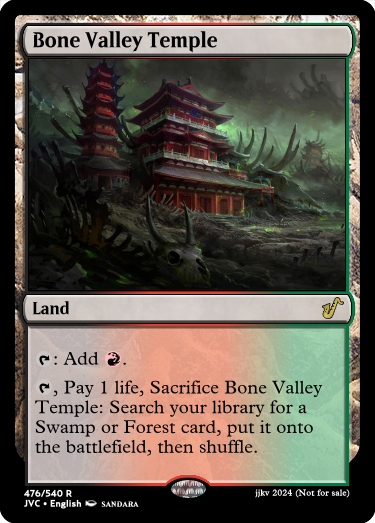 Bone Valley Temple
Land
: Add .
, Pay 1 life, Sacrifice Bone Valley
Temple: Search your library for a
Swamp or Forest card, put it onto
the battlefield, then shuffle.
476/540 R
JVC • English SANDARA
jjkv 2024 (Not for sale)